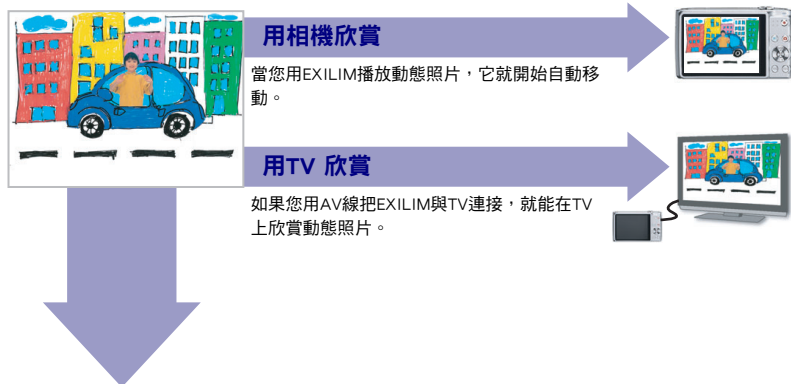 用相機欣賞
當您用EXILIM播放動態照片，它就開始自動移
動。
用TV 欣賞
如果您用AV線把EXILIM與TV連接，就能在TV
上欣賞動態照片。